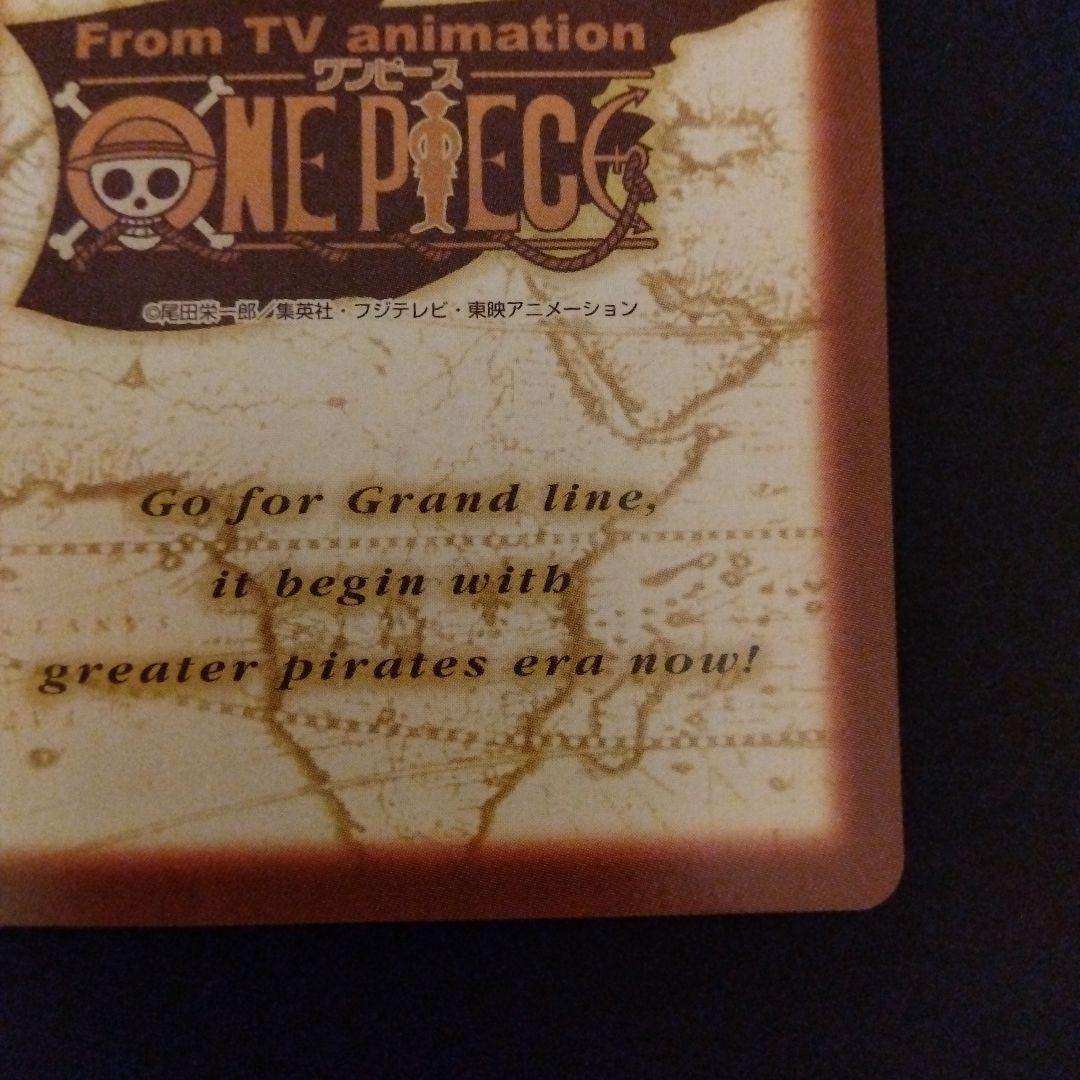 From TV animation
ワンピース
ONE PIECE
©尾田栄一郎／集英社・フジテレビ・東映アニメーション
Go for Grand line,
it begin with
greater pirates era now!